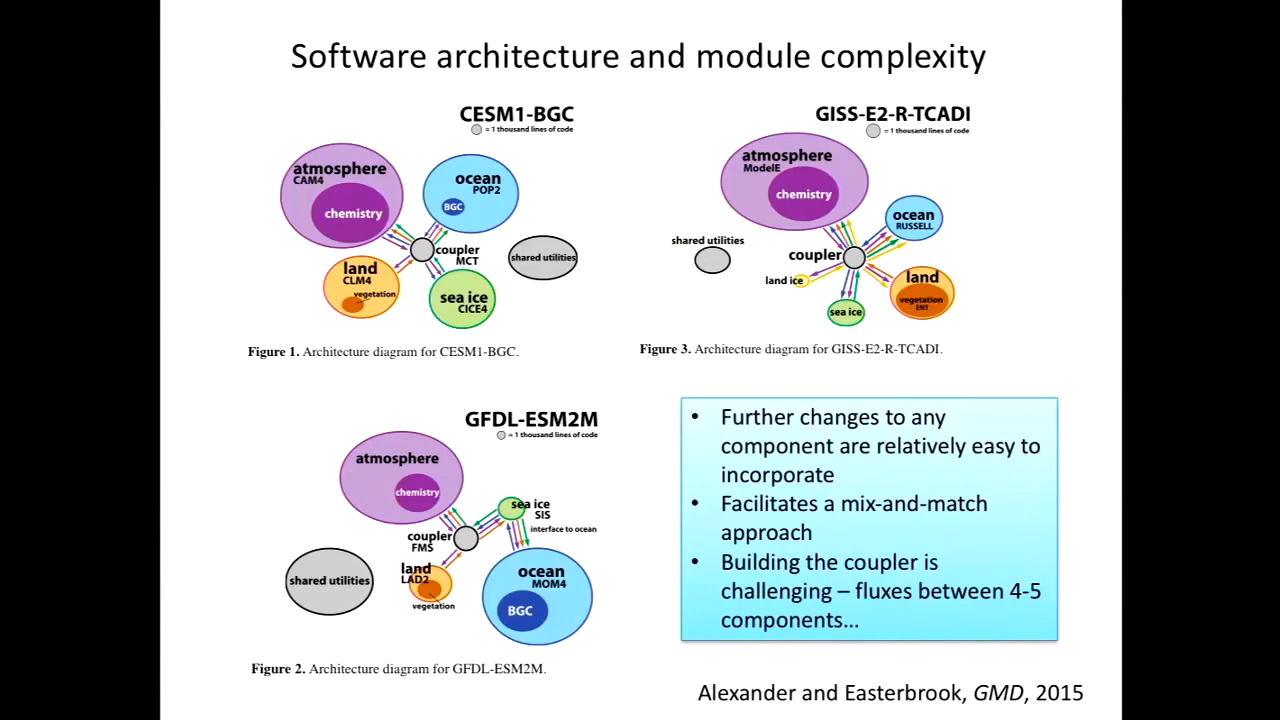 Software architecture and module complexity
CESM1-BGC
= 1 thousand lines of code
atmosphere
CAM4
chemistry
ocean
POP2
BGC
coupler
MCT
shared utilities
land
CLM4
vegetation
sea ice
CICE4
Figure 1. Architecture diagram for CESM1-BGC.
GISS-E2-R-TCADI
= 1 thousand lines of code
atmosphere
ModelE
chemistry
ocean
RUSSELL
shared utilities
coupler
land ice
land
vegetation
ENT
sea ice
Figure 3. Architecture diagram for GISS-E2-R-TCADI.
GFDL-ESM2M
= 1 thousand lines of code
atmosphere
chemistry
sea ice
SIS
interface to ocean
coupler
FMS
shared utilities
land
LAD2
vegetation
ocean
MOM4
BGC
Figure 2. Architecture diagram for GFDL-ESM2M.
• Further changes to any
component are relatively easy to
incorporate
• Facilitates a mix-and-match
approach
• Building the coupler is
challenging – fluxes between 4-5
components…
Alexander and Easterbrook, GMD, 2015